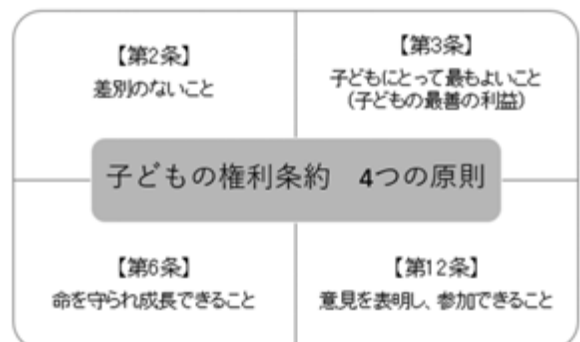 【第2条】
差別のないこと
【第3条】
子どもにとって最もよいこと
(子どもの最善の利益)
子どもの権利条約　4つの原則
【第6条】
命を守られ成長できること
【第12条】
意見を表明し、参加できること